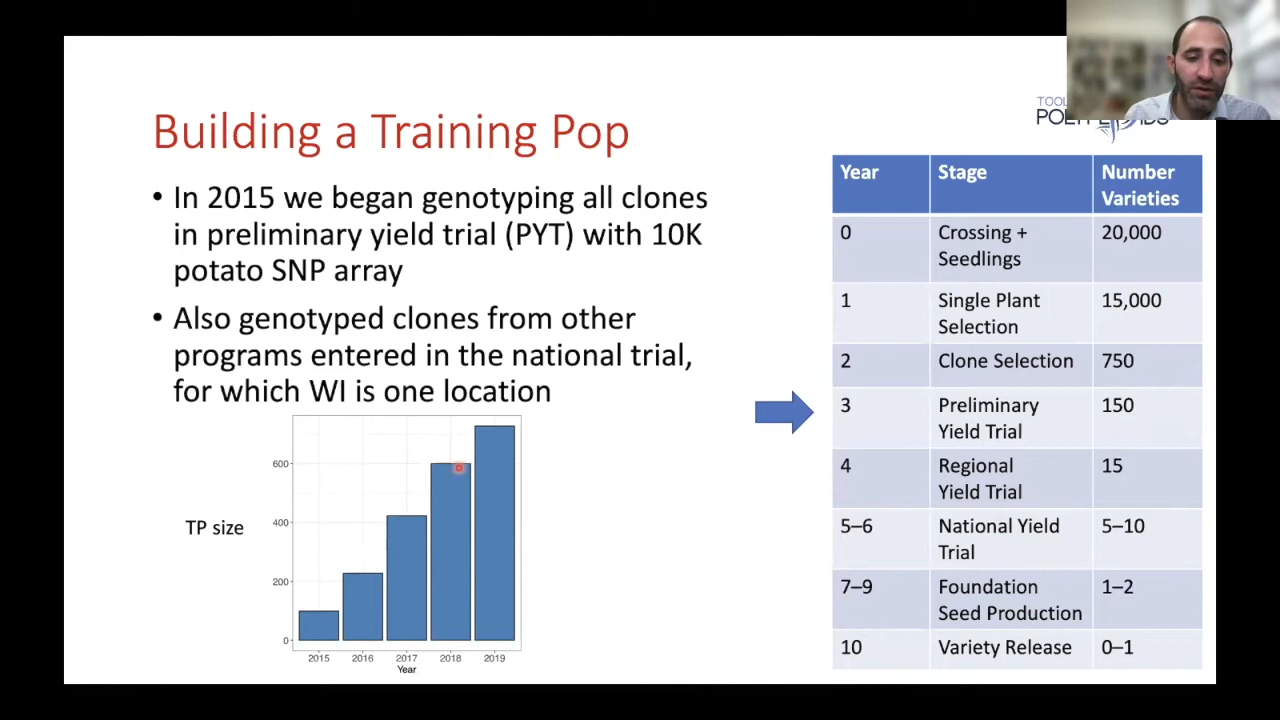 Building a Training Pop
• In 2015 we began genotyping all clones
in preliminary yield trial (PYT) with 10K
potato SNP array
• Also genotyped clones from other
programs entered in the national trial,
for which WI is one location
TP size
600
400
200
0
2015 2016 2017 2018 2019
Year
Year Stage Number
Varieties
0 Crossing + 20,000
Seedlings
1 Single Plant 15,000
Selection
2 Clone Selection 750
3 Preliminary 150
Yield Trial
4 Regional 15
Yield Trial
5–6 National Yield 5–10
Trial
7–9 Foundation 1–2
Seed Production
10 Variety Release 0–1